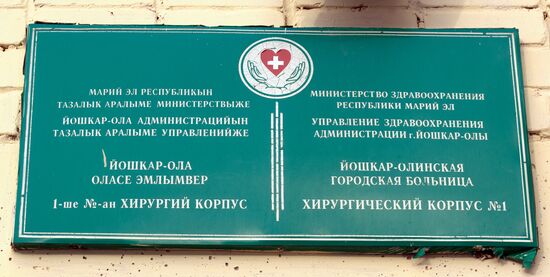 МАРИЙ ЭЛ РЕСПУБЛИКЫН
ТАЗАЛЫК АРАЛЫМЕ МИНИСТЕРСТВЫЖЕ
ЙОШКАР-ОЛА АДМИНИСТРАЦИЙЫН
ТАЗАЛЫК АРАЛЫМЕ УПРАВЛЕНИЙЖЕ
ЙОШКАР-ОЛА
ОЛАСЕ ЭМЛЫМВЕР
1-ше №-ан ХИРУРГИЙ КОРПУС
МИНИСТЕРСТВО ЗДРАВООХРАНЕНИЯ
РЕСПУБЛИКИ МАРИЙ ЭЛ
УПРАВЛЕНИЕ ЗДРАВООХРАНЕНИЯ
АДМИНИСТРАЦИИ г.ЙОШКАР-ОЛЫ
ЙОШКАР-ОЛИНСКАЯ
ГОРОДСКАЯ БОЛЬНИЦА
ХИРУРГИЧЕСКИЙ КОРПУС №1